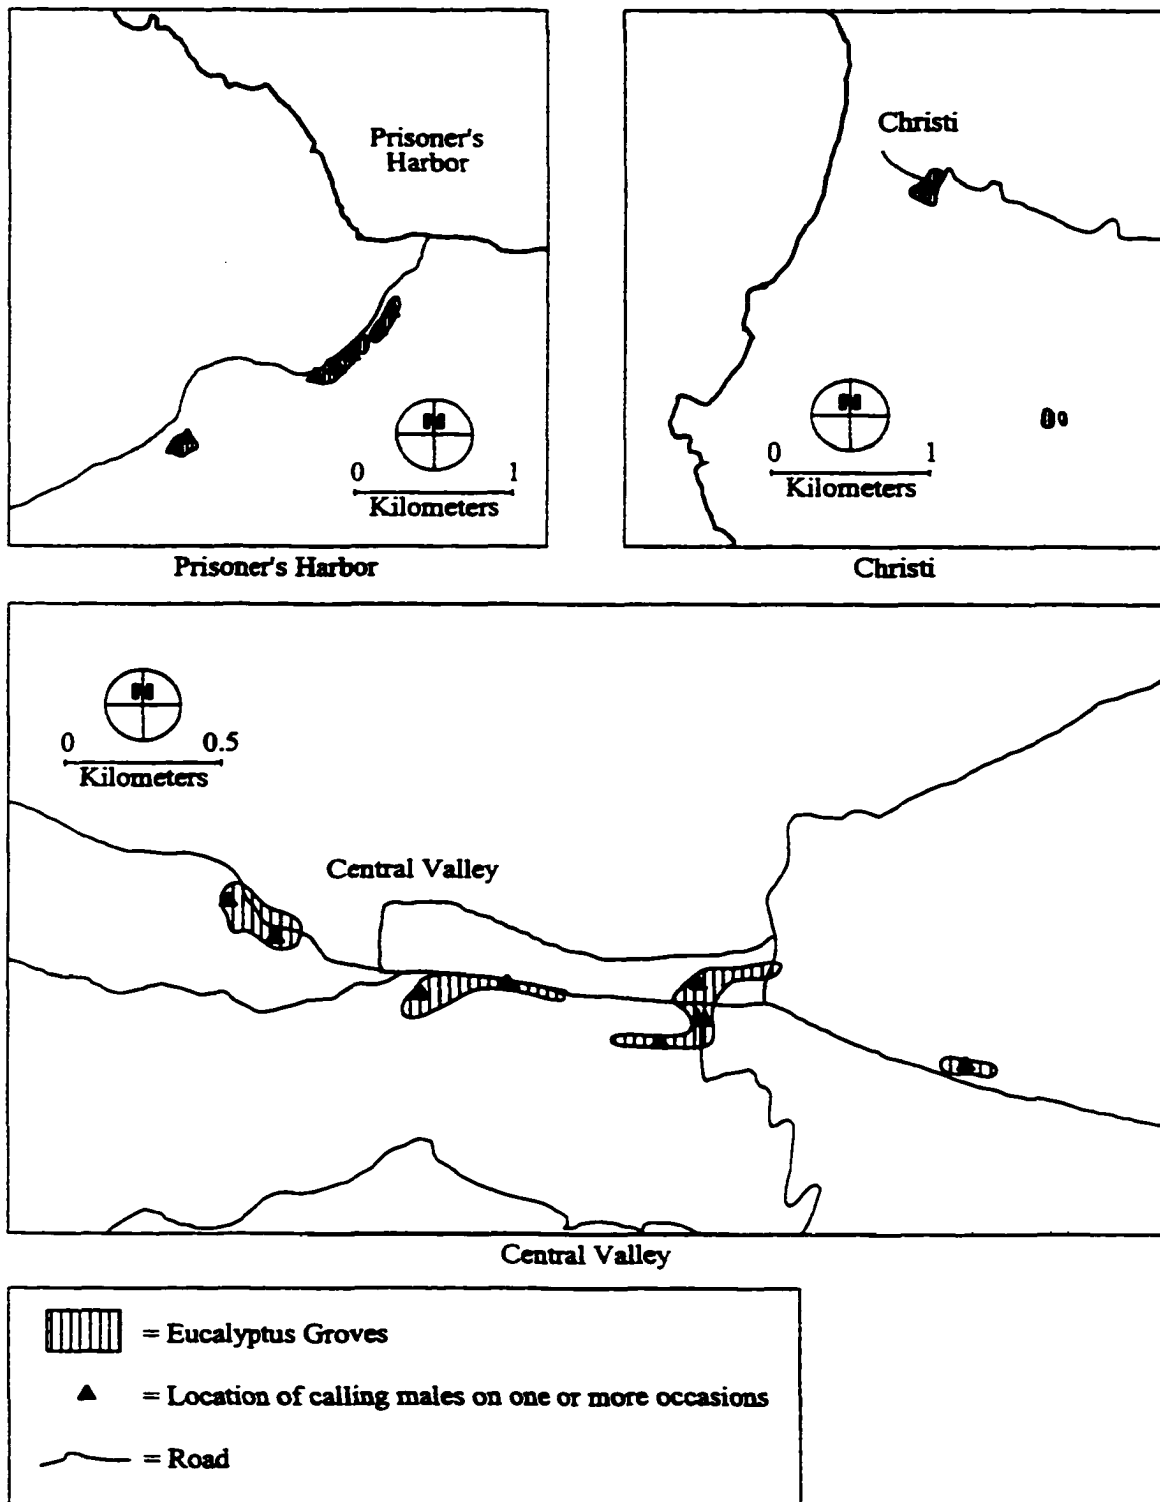 Prisoner's
Harbor
N
0 1
Kilometers
Prisoner's Harbor
Christi
N
0 1
Kilometers
Christi
N
0 0.5
Kilometers
Central Valley
Central Valley
= Eucalyptus Groves
= Location of calling males on one or more occasions
= Road